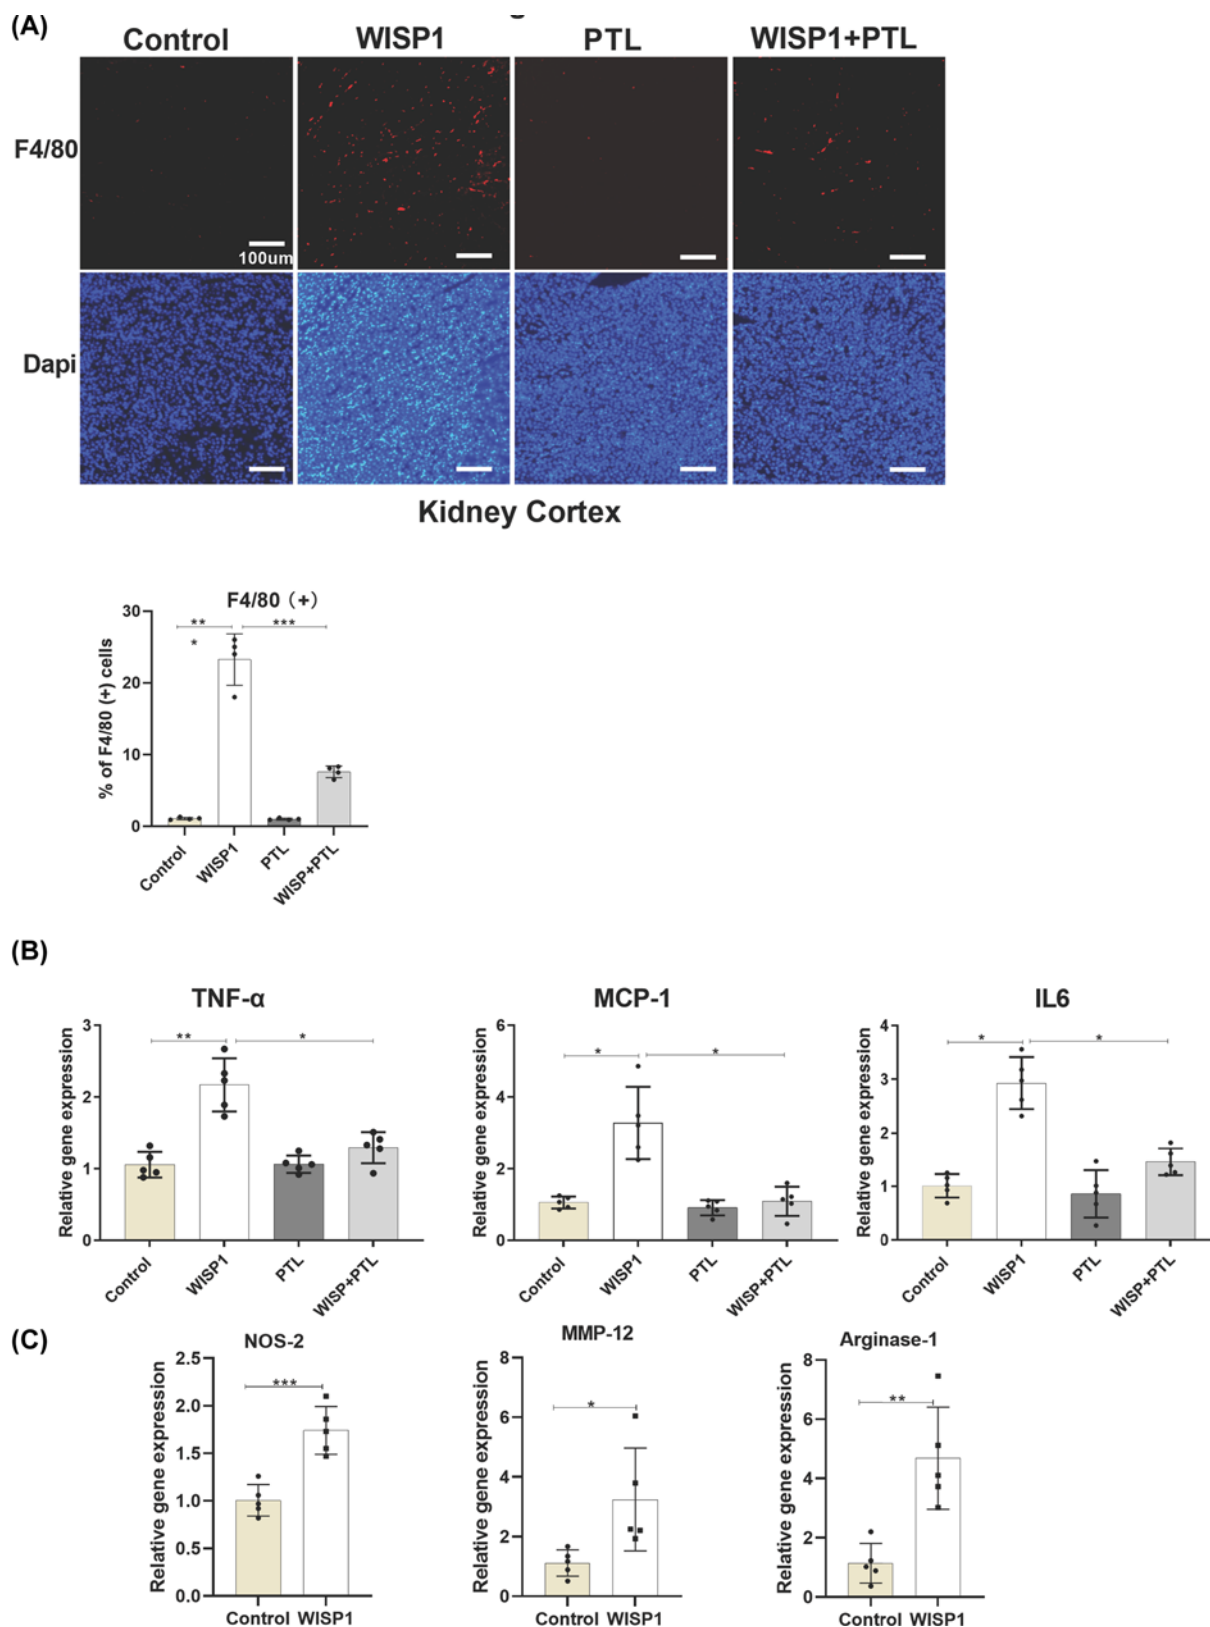 (A)
Control WISP1 PTL WISP1+PTL
F4/80
100um
Dapi
Kidney Cortex
F4/80 (+)
% of F4/80 (+) cells
30
20
10
0
** ***
*
Control WISP1 PTL WISP+PTL
(B)
TNF-α
Relative gene expression
3
2
1
0
** *
Control WISP1 PTL WISP+PTL
MCP-1
Relative gene expression
6
4
2
0
* *
Control WISP1 PTL WISP+PTL
IL6
Relative gene expression
4
3
2
1
0
* *
Control WISP1 PTL WISP+PTL
(C)
NOS-2
Relative gene expression
2.5
2.0
1.5
1.0
0.5
0.0
***
Control WISP1
MMP-12
Relative gene expression
8
6
4
2
0
*
Control WISP1
Arginase-1
Relative gene expression
8
6
4
2
0
**
Control WISP1